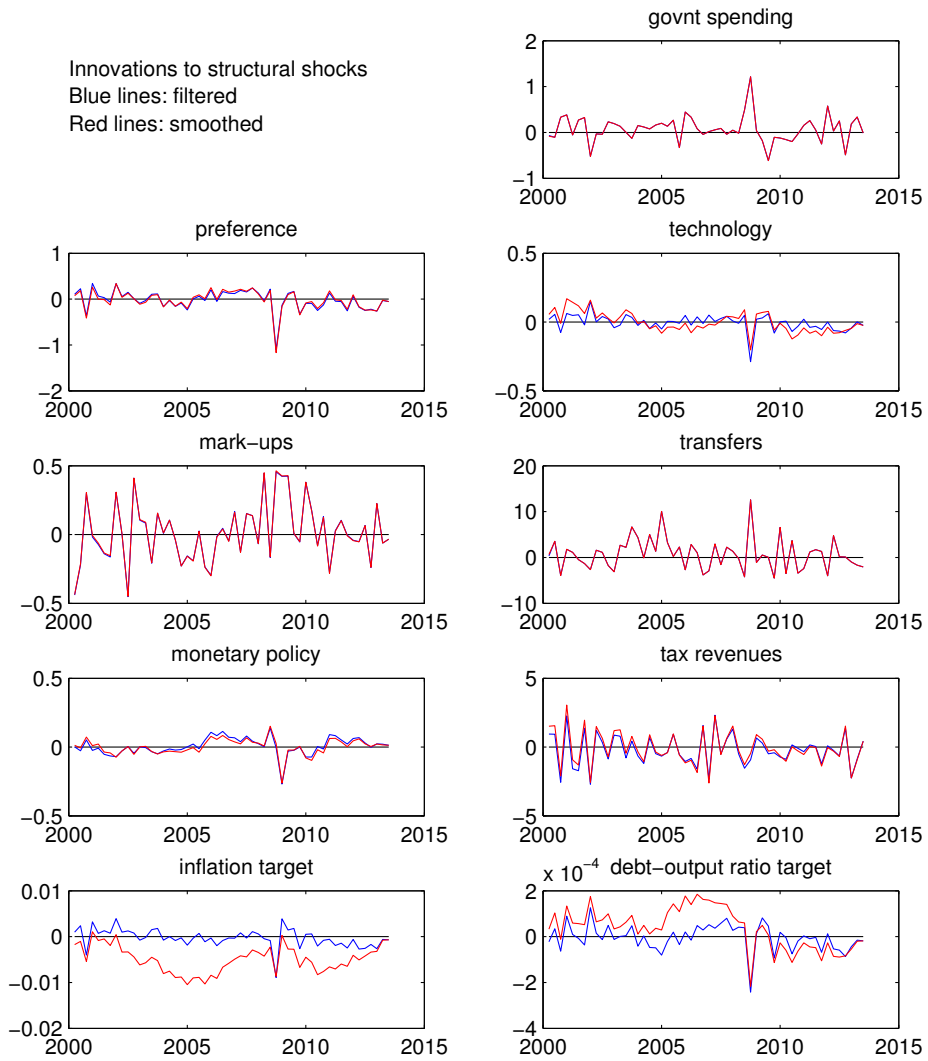 Innovations to structural shocks
Blue lines: filtered
Red lines: smoothed
govnt spending
2
1
0
−1
2000 2005 2010 2015
preference
1
0
−1
−2
2000 2005 2010 2015
technology
0.5
0
−0.5
2000 2005 2010 2015
mark−ups
0.5
0
−0.5
2000 2005 2010 2015
transfers
20
10
0
−10
2000 2005 2010 2015
monetary policy
0.5
0
−0.5
2000 2005 2010 2015
tax revenues
5
0
−5
2000 2005 2010 2015
inflation target
0.01
0
−0.01
−0.02
2000 2005 2010 2015
x 10⁻⁴ debt−output ratio target
2
0
−2
−4
2000 2005 2010 2015